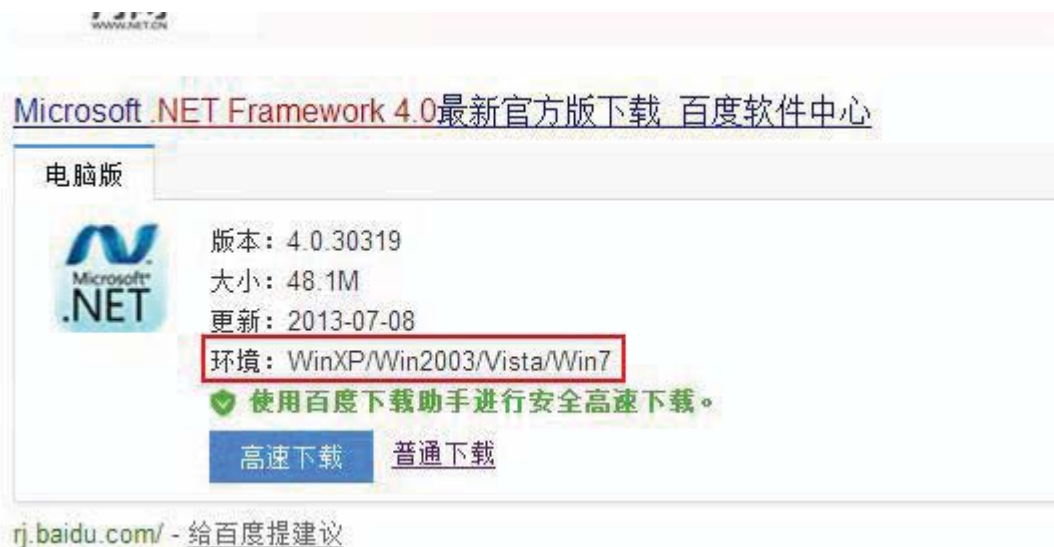 WWW.NET.CN
Microsoft .NET Framework 4.0最新官方版下载_百度软件中心
电脑版
Microsoft
.NET
版本：4.0.30319
大小：48.1M
更新：2013-07-08
环境：WinXP/Win2003/Vista/Win7
使用百度下载助手进行安全高速下载。
高速下载 普通下载
rj.baidu.com/ - 给百度提建议